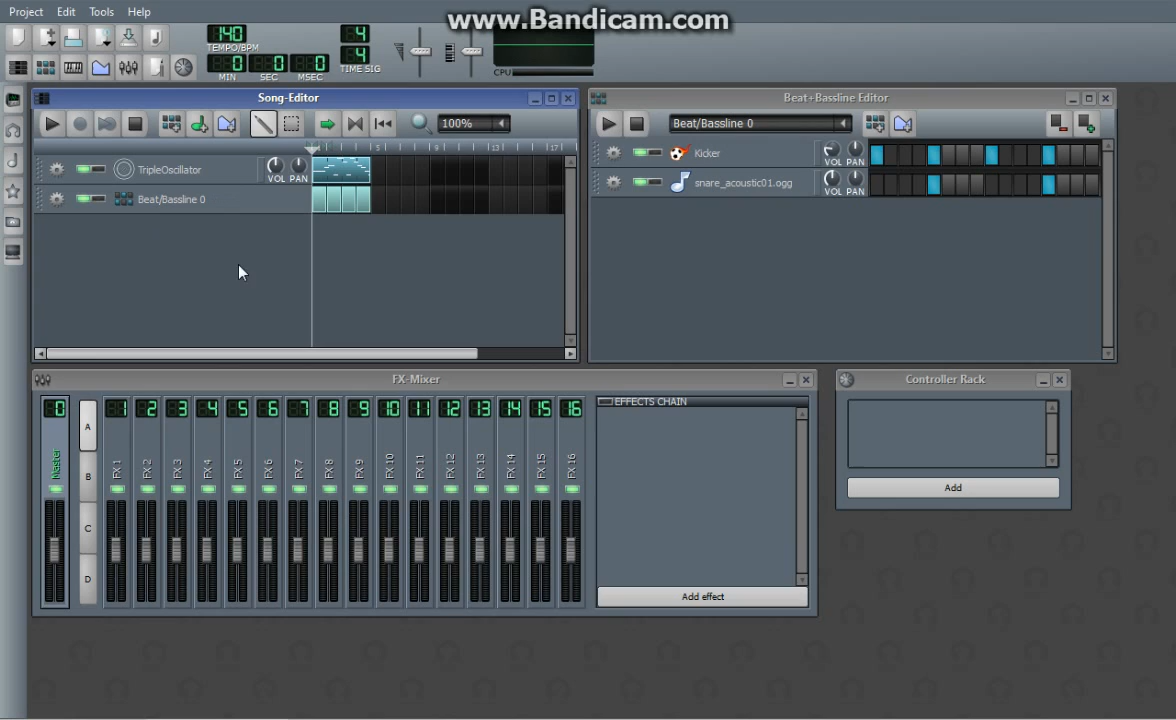 www.Bandicam.com
Project Edit Tools Help
140
TEMPO/BPM
4
4
TIME SIG
0 0 0
MIN SEC MSEC
CPU
Song-Editor
100%
5 9 13 17
TripleOscillator
VOL PAN
Beat/Bassline 0
Beat+Bassline Editor
Beat/Bassline 0
Kicker
VOL PAN
snare_acoustic01.ogg
VOL PAN
FX-Mixer
0 1 2 3 4 5 6 7 8 9 10 11 12 13 14 15 16
Master
FX 1 FX 2 FX 3 FX 4 FX 5 FX 6 FX 7 FX 8 FX 9 FX 10 FX 11 FX 12 FX 13 FX 14 FX 15 FX 16
A
B
C
D
EFFECTS CHAIN
Add effect
Controller Rack
Add